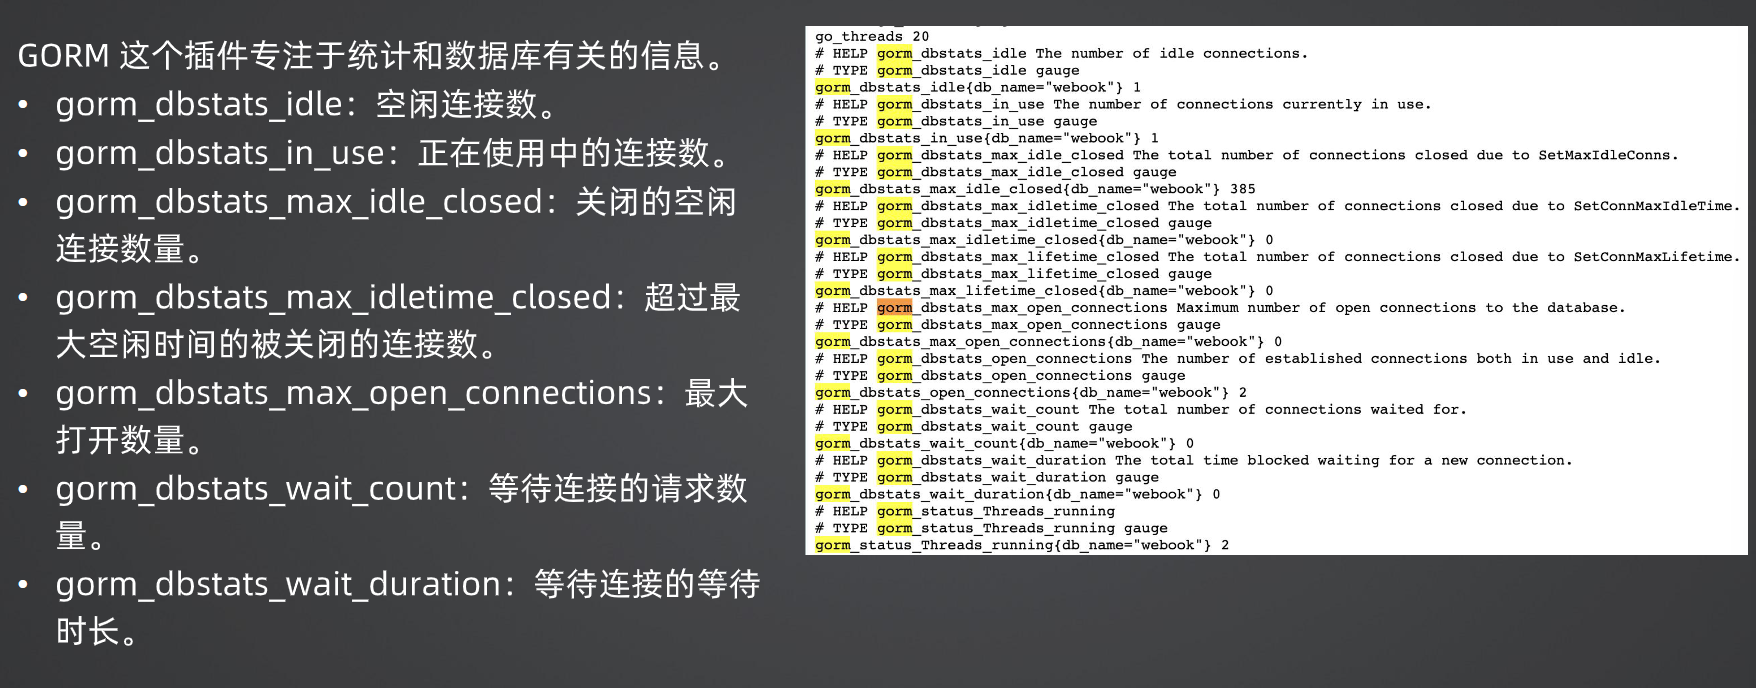 GORM 这个插件专注于统计和数据库有关的信息。
• gorm_dbstats_idle：空闲连接数。
• gorm_dbstats_in_use：正在使用中的连接数。
• gorm_dbstats_max_idle_closed：关闭的空闲
连接数量。
• gorm_dbstats_max_idletime_closed：超过最
大空闲时间的被关闭的连接数。
• gorm_dbstats_max_open_connections：最大
打开数量。
• gorm_dbstats_wait_count：等待连接的请求数
量。
• gorm_dbstats_wait_duration：等待连接的等待
时长。
go_threads 20
# HELP gorm_dbstats_idle The number of idle connections.
# TYPE gorm_dbstats_idle gauge
gorm_dbstats_idle{db_name="webook"} 1
# HELP gorm_dbstats_in_use The number of connections currently in use.
# TYPE gorm_dbstats_in_use gauge
gorm_dbstats_in_use{db_name="webook"} 1
# HELP gorm_dbstats_max_idle_closed The total number of connections closed due to SetMaxIdleConns.
# TYPE gorm_dbstats_max_idle_closed gauge
gorm_dbstats_max_idle_closed{db_name="webook"} 385
# HELP gorm_dbstats_max_idletime_closed The total number of connections closed due to SetConnMaxIdleTime.
# TYPE gorm_dbstats_max_idletime_closed gauge
gorm_dbstats_max_idletime_closed{db_name="webook"} 0
# HELP gorm_dbstats_max_lifetime_closed The total number of connections closed due to SetConnMaxLifetime.
# TYPE gorm_dbstats_max_lifetime_closed gauge
gorm_dbstats_max_lifetime_closed{db_name="webook"} 0
# HELP gorm_dbstats_max_open_connections Maximum number of open connections to the database.
# TYPE gorm_dbstats_max_open_connections gauge
gorm_dbstats_max_open_connections{db_name="webook"} 0
# HELP gorm_dbstats_open_connections The number of established connections both in use and idle.
# TYPE gorm_dbstats_open_connections gauge
gorm_dbstats_open_connections{db_name="webook"} 2
# HELP gorm_dbstats_wait_count The total number of connections waited for.
# TYPE gorm_dbstats_wait_count gauge
gorm_dbstats_wait_count{db_name="webook"} 0
# HELP gorm_dbstats_wait_duration The total time blocked waiting for a new connection.
# TYPE gorm_dbstats_wait_duration gauge
gorm_dbstats_wait_duration{db_name="webook"} 0
# HELP gorm_status_Threads_running
# TYPE gorm_status_Threads_running gauge
gorm_status_Threads_running{db_name="webook"} 2